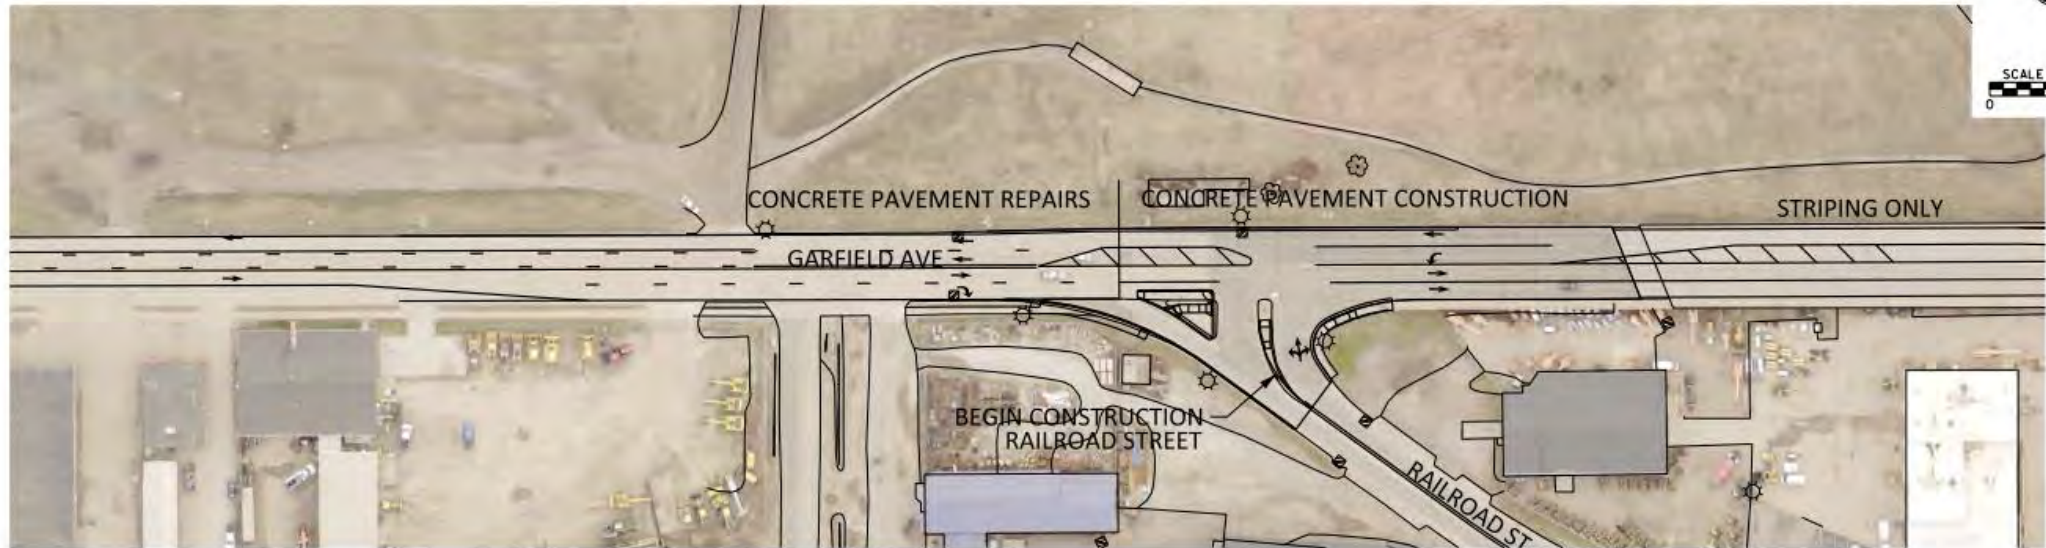 SCALE
0
CONCRETE PAVEMENT REPAIRS
CONCRETE PAVEMENT CONSTRUCTION
STRIPING ONLY
GARFIELD AVE
BEGIN CONSTRUCTION
RAILROAD STREET
RAILROAD ST